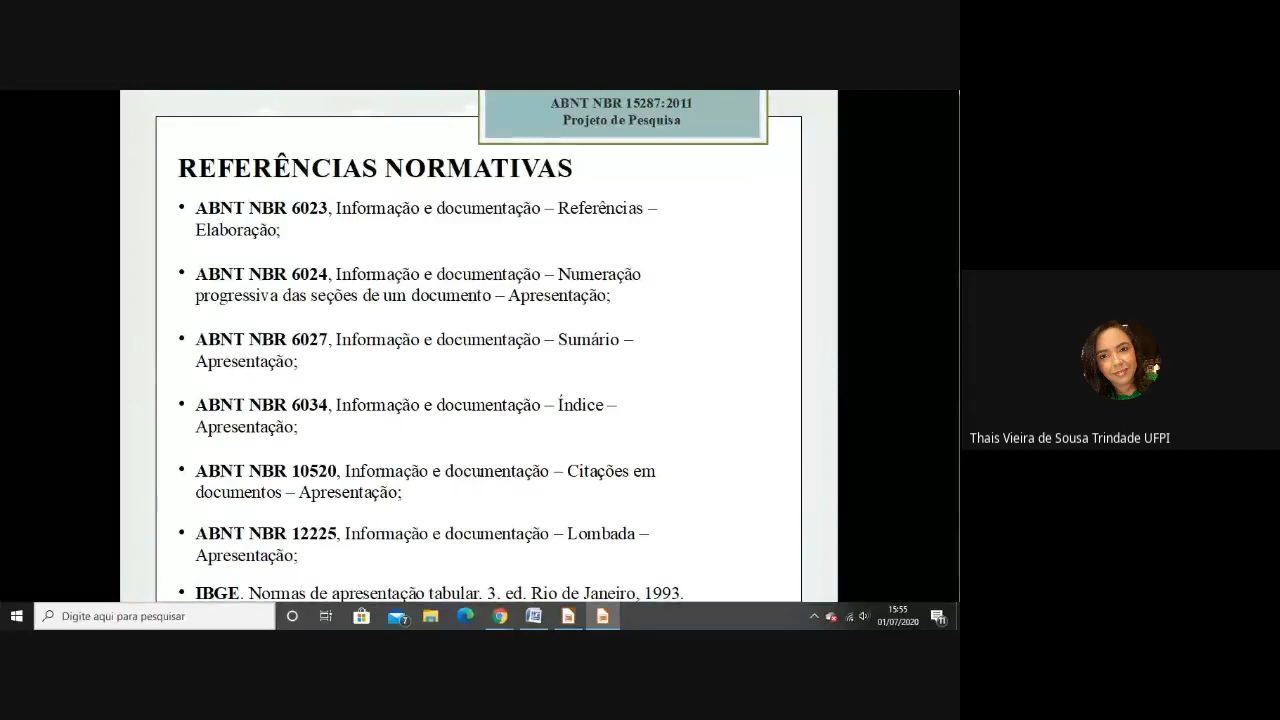 ABNT NBR 15287:2011
Projeto de Pesquisa
REFERÊNCIAS NORMATIVAS
• ABNT NBR 6023, Informação e documentação – Referências –
Elaboração;
• ABNT NBR 6024, Informação e documentação – Numeração
progressiva das seções de um documento – Apresentação;
• ABNT NBR 6027, Informação e documentação – Sumário –
Apresentação;
• ABNT NBR 6034, Informação e documentação – Índice –
Apresentação;
• ABNT NBR 10520, Informação e documentação – Citações em
documentos – Apresentação;
• ABNT NBR 12225, Informação e documentação – Lombada –
Apresentação;
• IBGE. Normas de apresentação tabular. 3. ed. Rio de Janeiro, 1993.
Digite aqui para pesquisar
7
15:55
01/07/2020
11
Thais Vieira de Sousa Trindade UFPI